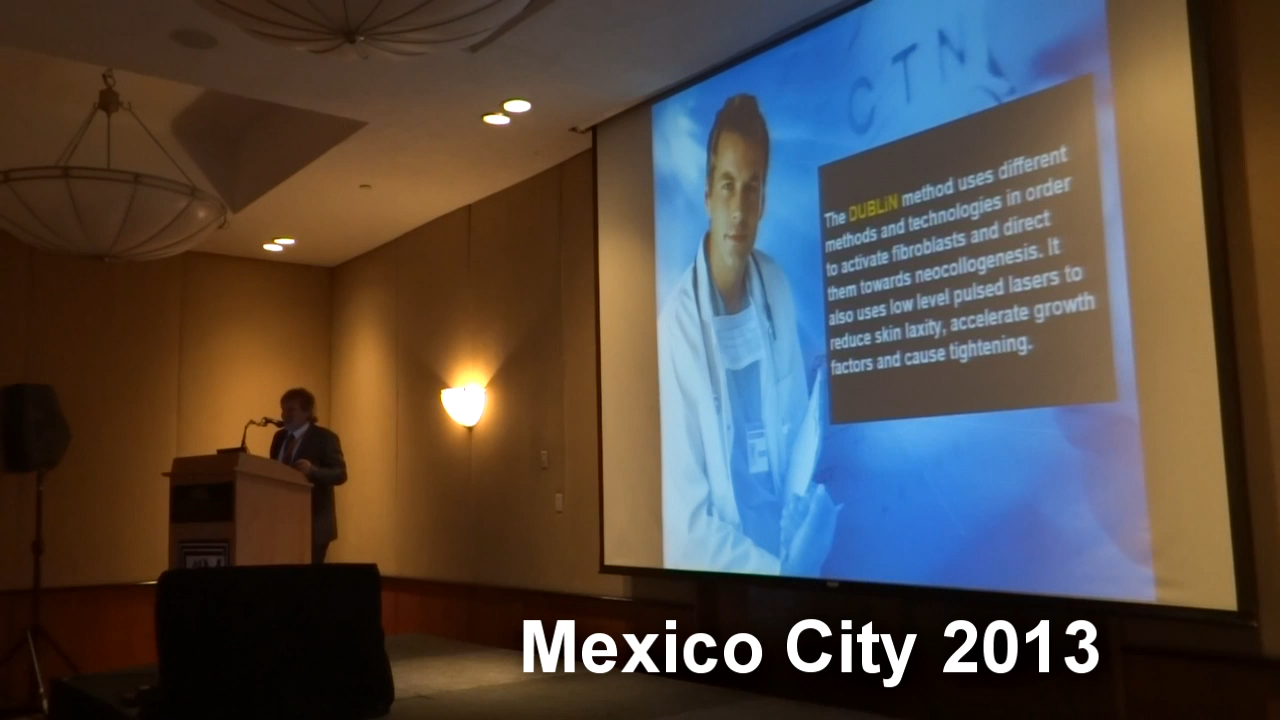 CTN
The DUBLiN method uses different
methods and technologies in order
to activate fibroblasts and direct
them towards neocollogenesis. It
also uses low level pulsed lasers to
reduce skin laxity, accelerate growth
factors and cause tightening.
Mexico City 2013